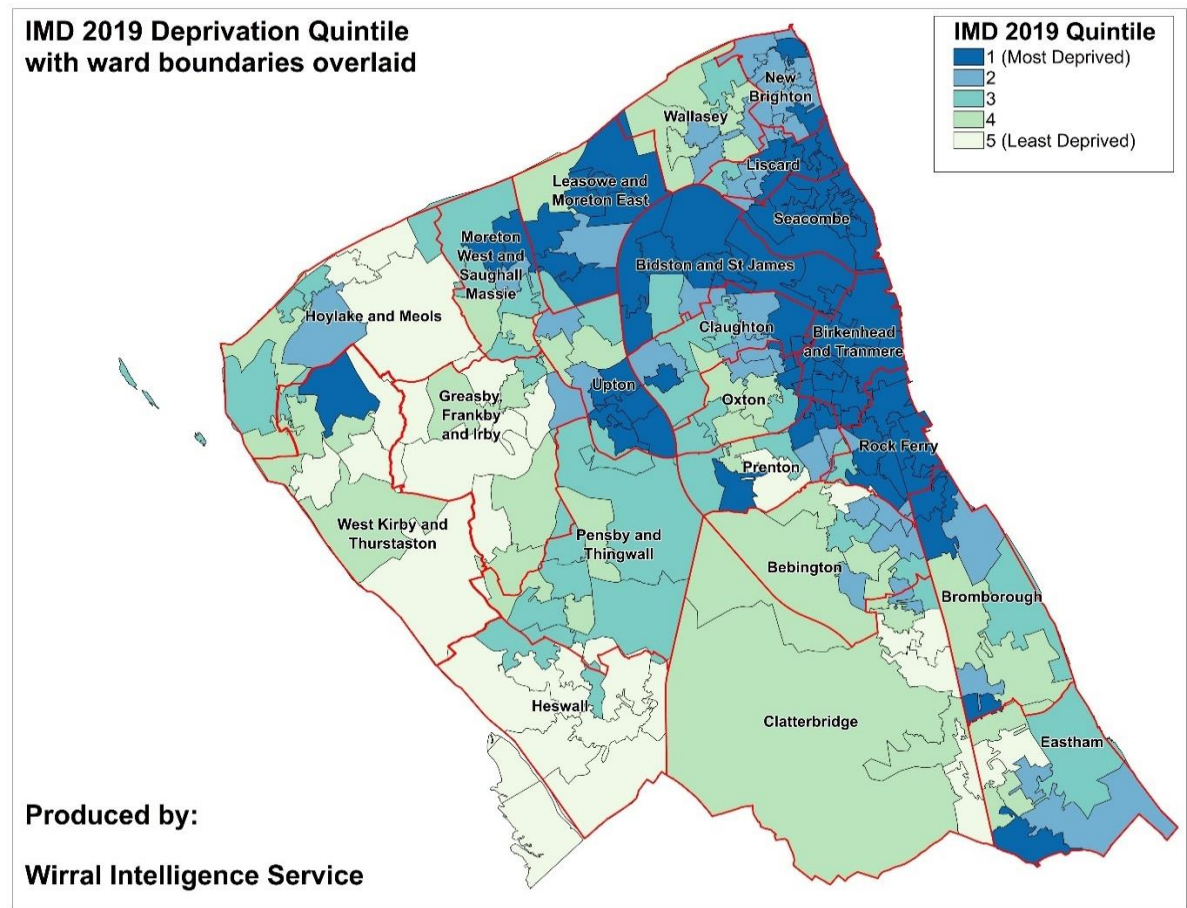 IMD 2019 Deprivation Quintile
with ward boundaries overlaid
IMD 2019 Quintile
1 (Most Deprived)
2
3
4
5 (Least Deprived)
New
Brighton
Wallasey
Liscard
Leasowe and
Moreton East
Seacombe
Moreton
West and
Saughall
Massie
Bidston and St James
Hoylake and Meols
Claughton
Birkenhead
and Tranmere
Upton
Greasby,
Frankby
and Irby
Oxton
Rock Ferry
Prenton
West Kirby and
Thurstaston
Pensby and
Thingwall
Bebington
Bromborough
Heswall
Clatterbridge
Eastham
Produced by:
Wirral Intelligence Service